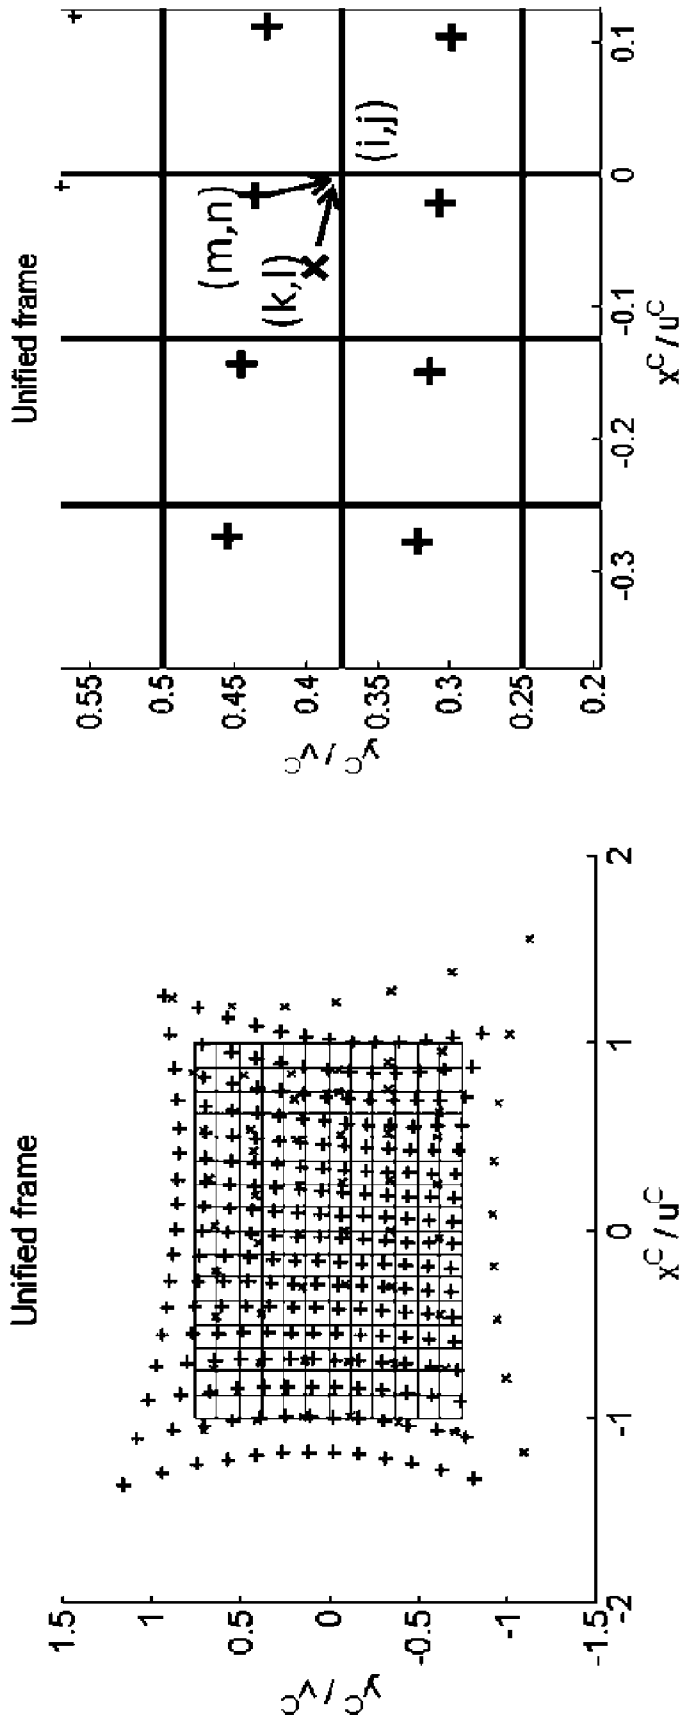 Unified frame
1.5
1
0.5
0
-0.5
-1
-1.5
-2
-1
0
1
2
y^C / v^C
x^C / u^C
Unified frame
0.55
0.5
0.45
0.4
0.35
0.3
0.25
0.2
-0.3
-0.2
-0.1
0
0.1
y^C / v^C
x^C / u^C
(m,n)
(k,l)
(i,j)